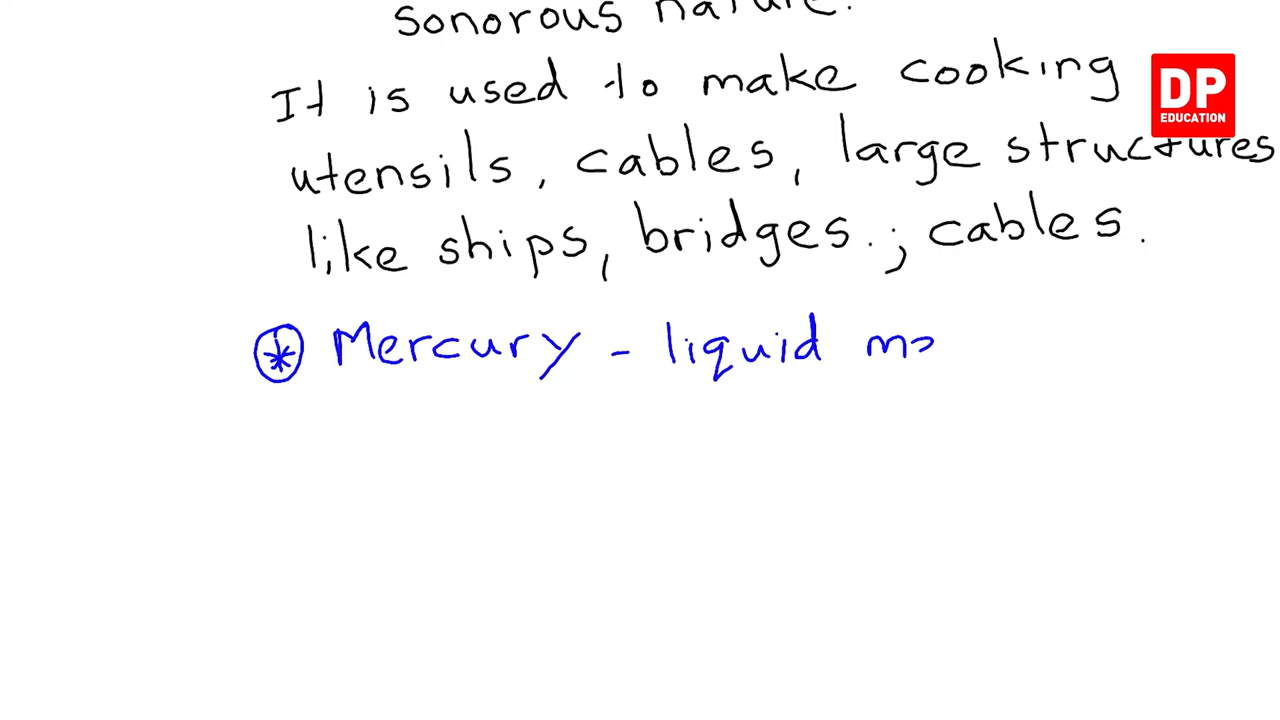 sonorous nature.
It is used to make cooking
utensils, cables, large structures
like ships, bridges. ; cables.
* Mercury - liquid
DP
EDUCATION